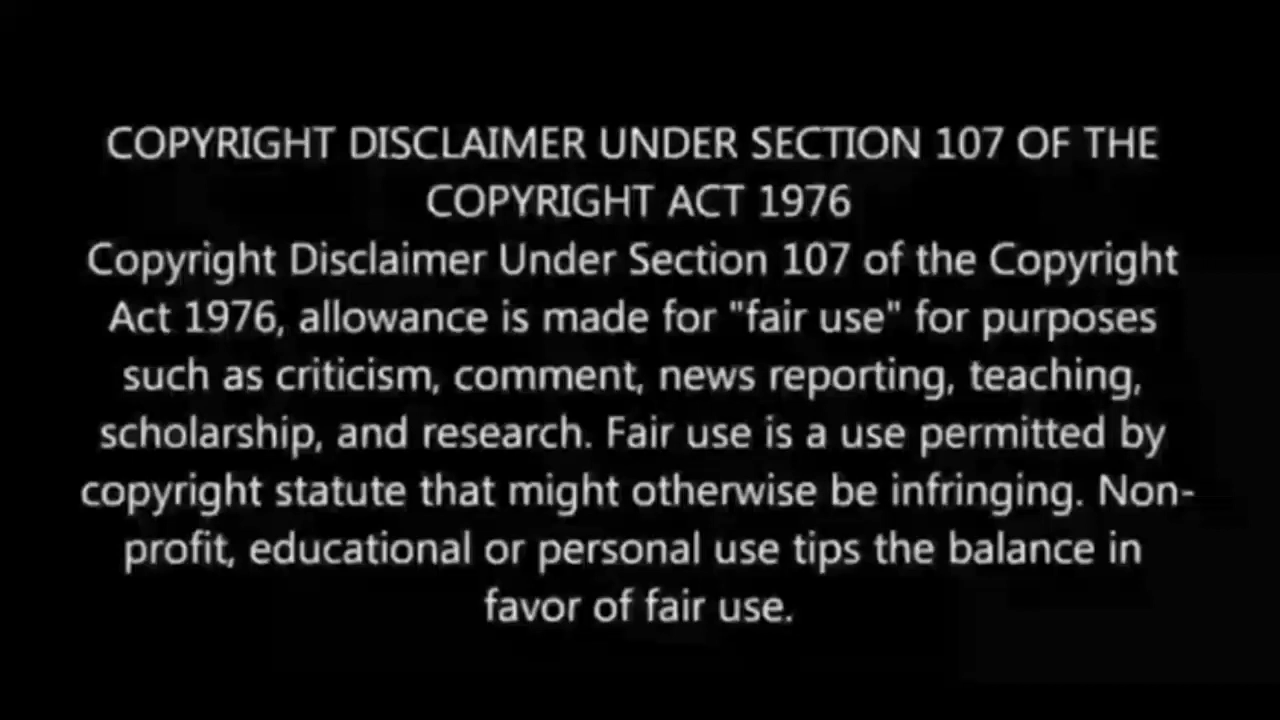 COPYRIGHT DISCLAIMER UNDER SECTION 107 OF THE
COPYRIGHT ACT 1976
Copyright Disclaimer Under Section 107 of the Copyright
Act 1976, allowance is made for "fair use" for purposes
such as criticism, comment, news reporting, teaching,
scholarship, and research. Fair use is a use permitted by
copyright statute that might otherwise be infringing. Non-
profit, educational or personal use tips the balance in
favor of fair use.